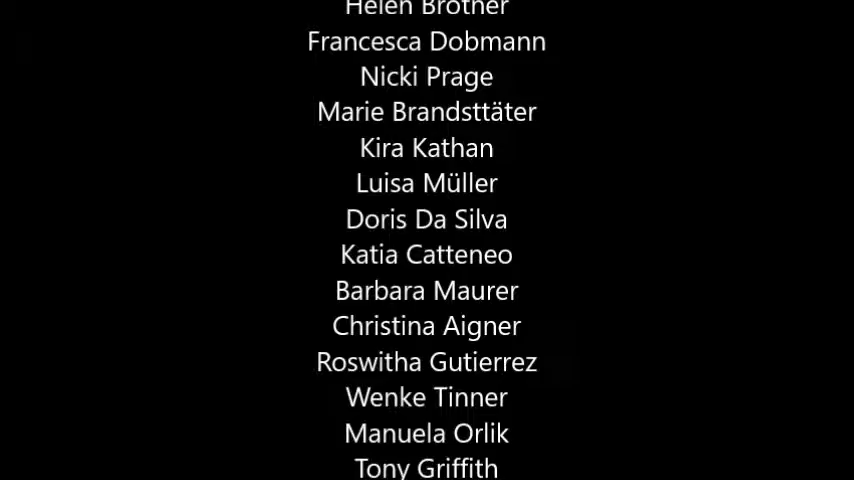 Helen Brother
Francesca Dobmann
Nicki Prage
Marie Brandsttäter
Kira Kathan
Luisa Müller
Doris Da Silva
Katia Catteneo
Barbara Maurer
Christina Aigner
Roswitha Gutierrez
Wenke Tinner
Manuela Orlik
Tony Griffith